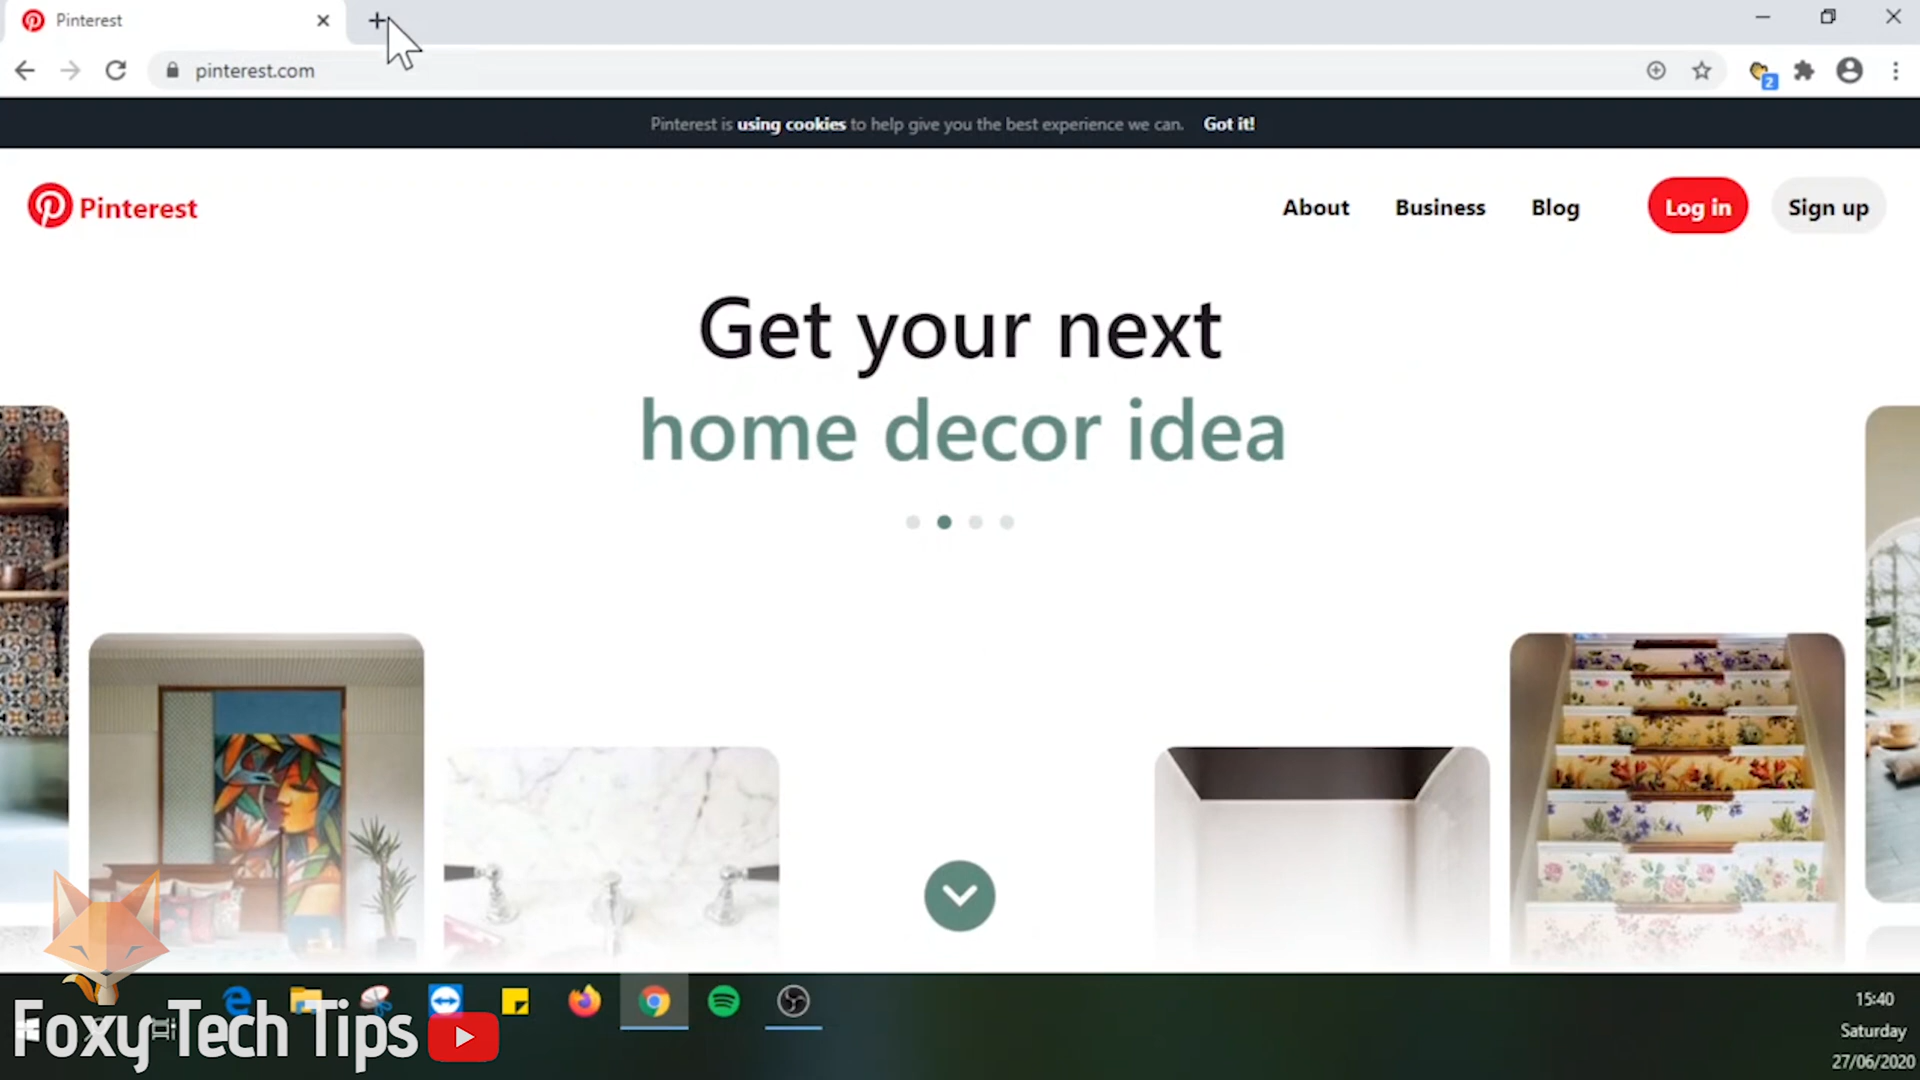 Pinterest
pinterest.com
2
Pinterest is using cookies to help give you the best experience we can. Got it!
Pinterest
About Business Blog Log in Sign up
Get your next
home decor idea
15:40
Saturday
27/06/2020
Foxy Tech Tips